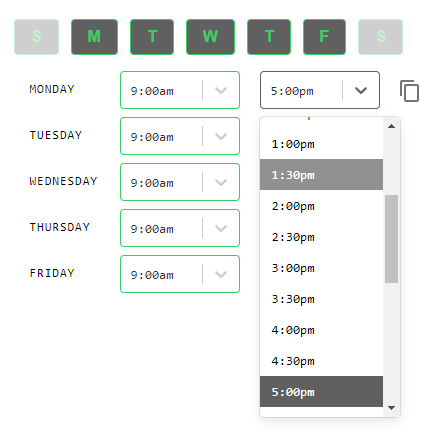 S M T W T F S
MONDAY 9:00am 5:00pm
1:00pm
TUESDAY 9:00am
1:30pm
WEDNESDAY 9:00am
2:00pm
2:30pm
THURSDAY 9:00am
3:00pm
FRIDAY 9:00am
3:30pm
4:00pm
4:30pm
5:00pm